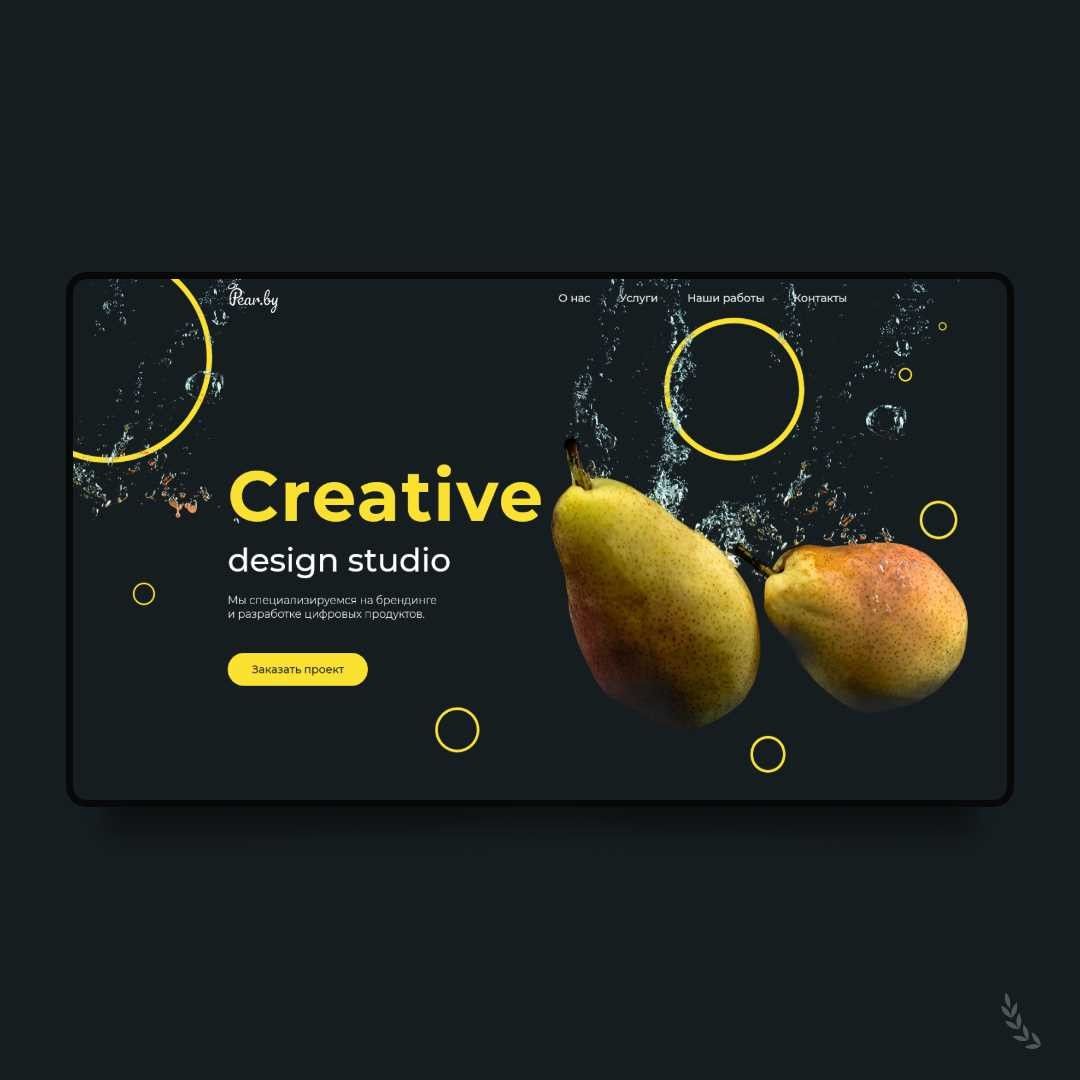 Pear.by
О нас Услуги Наши работы Контакты
Creative
design studio
Мы специализируемся на брендинге
и разработке цифровых продуктов.
Заказать проект